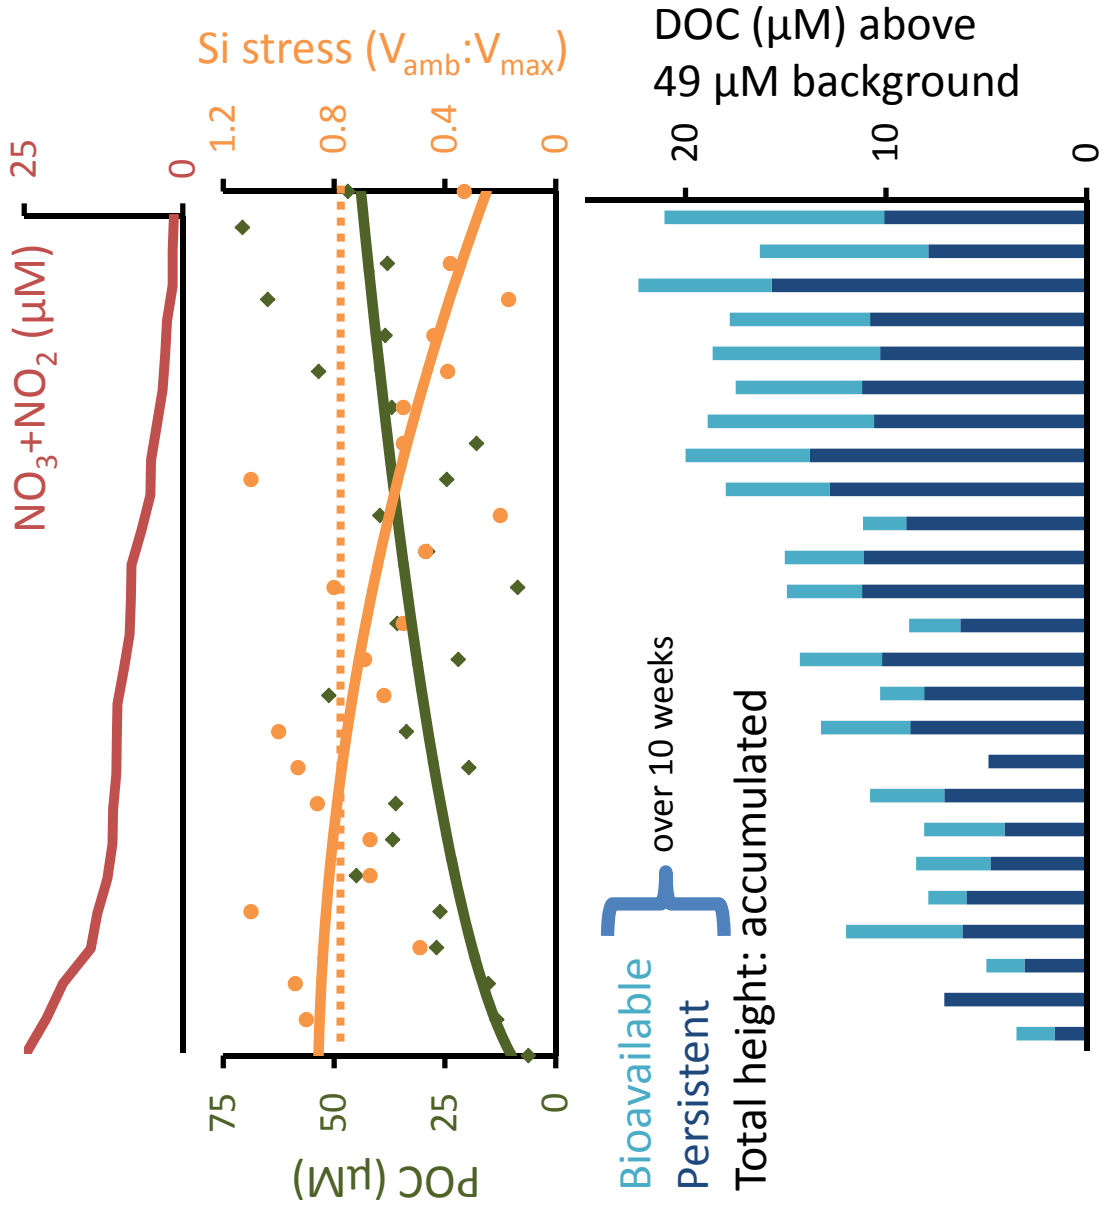 NO3+NO2 (μM)
25
0
Si stress (Vamb:Vmax)
1.2
0.8
0.4
0
75
50
25
0
POC (μM)
DOC (μM) above
49 μM background
20
10
0
Bioavailable
Persistent
over 10 weeks
Total height: accumulated